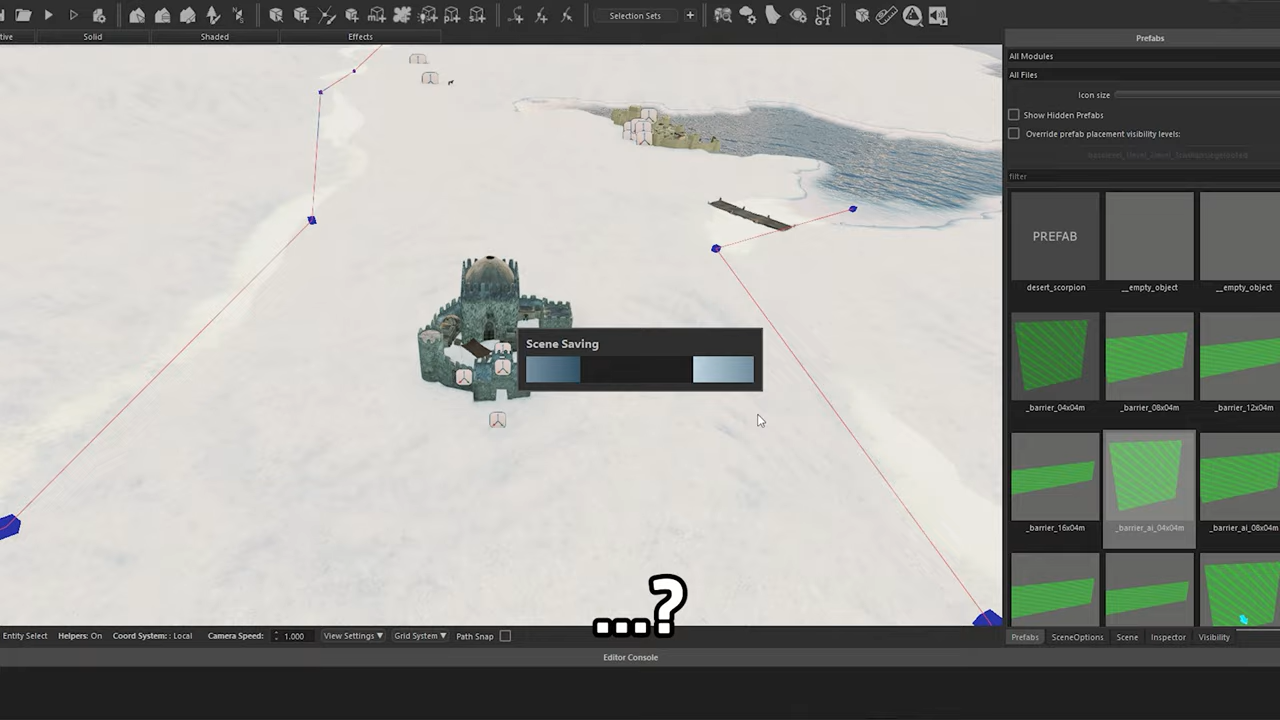 Selection Sets
tive Solid Shaded Effects
Prefabs
All Modules
All Files
Icon size
Show Hidden Prefabs
Override prefab placement visibility levels:
filter
PREFAB
desert_scorpion __empty_object __empty_object
_barrier_04x04m _barrier_08x04m _barrier_12x04m
_barrier_16x04m _barrier_ai_04x04m _barrier_ai_08x04m
Scene Saving
...?
Entity Select Helpers: On Coord System: : Local Camera Speed: 1.000 View Settings Grid System Path Snap
Prefabs SceneOptions Scene Inspector Visibility
Editor Console